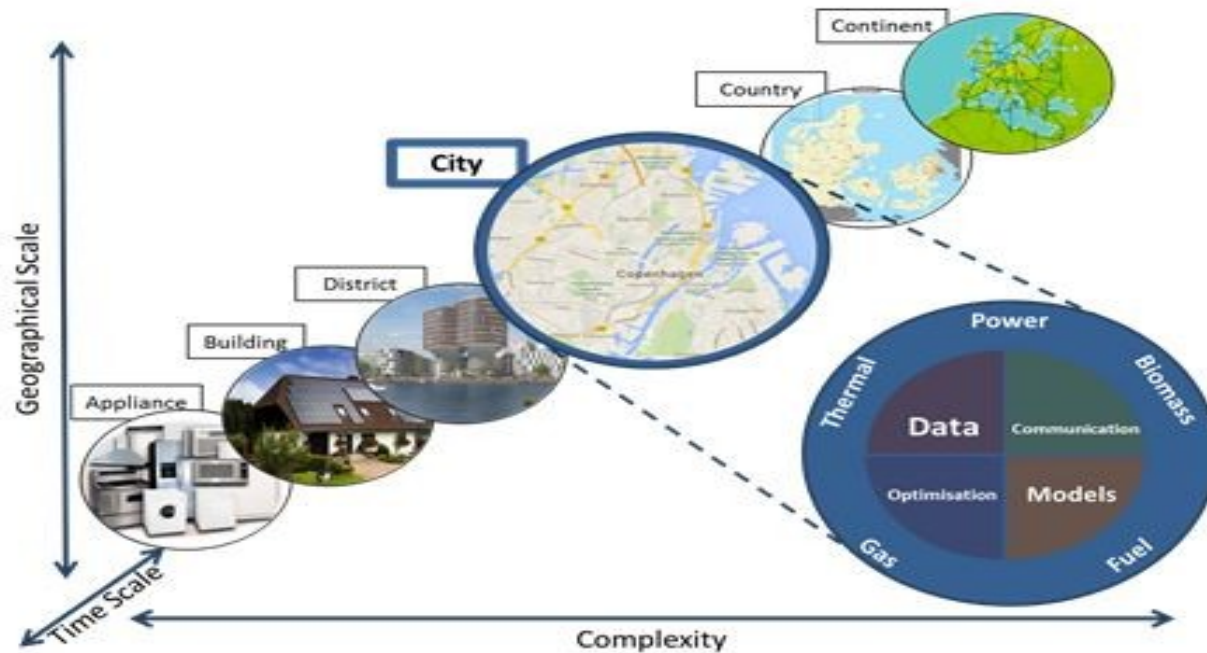 Continent
Country
City
District
Building
Appliance
Geographical Scale
Time Scale
Complexity
Copenhagen
Power
Thermal
Biomass
Data
Communication
Optimisation
Models
Gas
Fuel